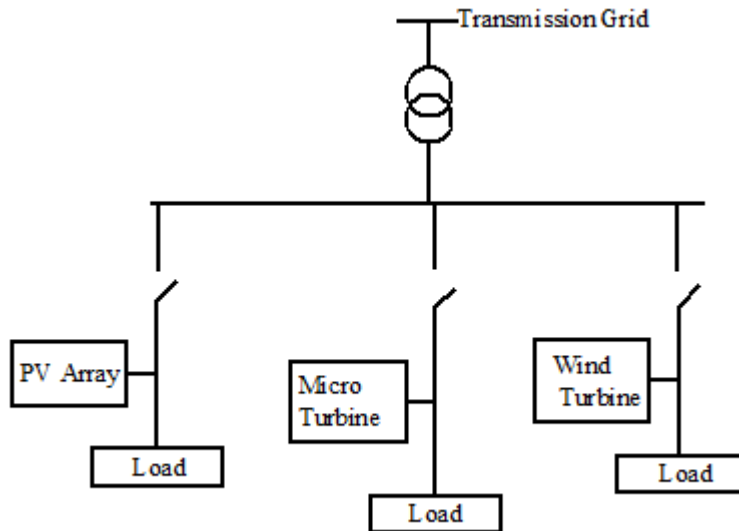 Transmission Grid
PV Array
Load
Micro
Turbine
Load
Wind
Turbine
Load